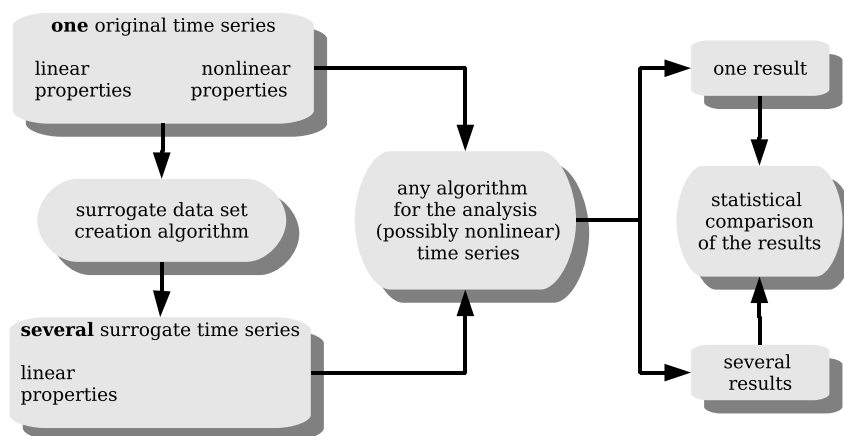 one original time series
linear nonlinear
properties properties
surrogate data set
creation algorithm
several surrogate time series
linear
properties
any algorithm
for the analysis
(possibly nonlinear)
time series
one result
statistical
comparison
of the results
several
results